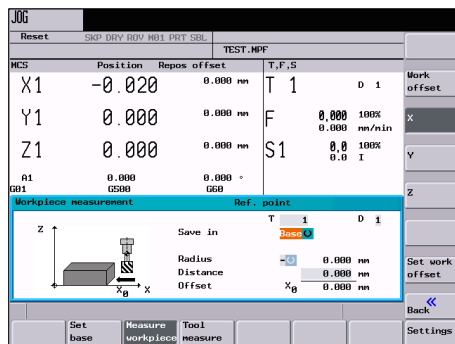 JOG
Reset SKP DRY ROV M01 PRT SBL
TEST.MPF
MCS Position Repos offset T,F,S
X1 -0.020 0.000 mm T 1 D 1
Work offset
Y1 0.000 0.000 mm F 0.000 100%
0.000 mm/min
X
Z1 0.000 0.000 mm S1 0.0 100%
0.0 I
Y
A1 0.000 0.000 °
G01 G500 G60
Z
Workpiece measurement Ref. point
T 1 D 1
Z Save in Base
Radius - 0.000 mm
Distance 0.000 mm
Offset X0 0.000 mm
X0 X
Set work offset
Back
Set base
Measure workpiece
Tool measure
Settings